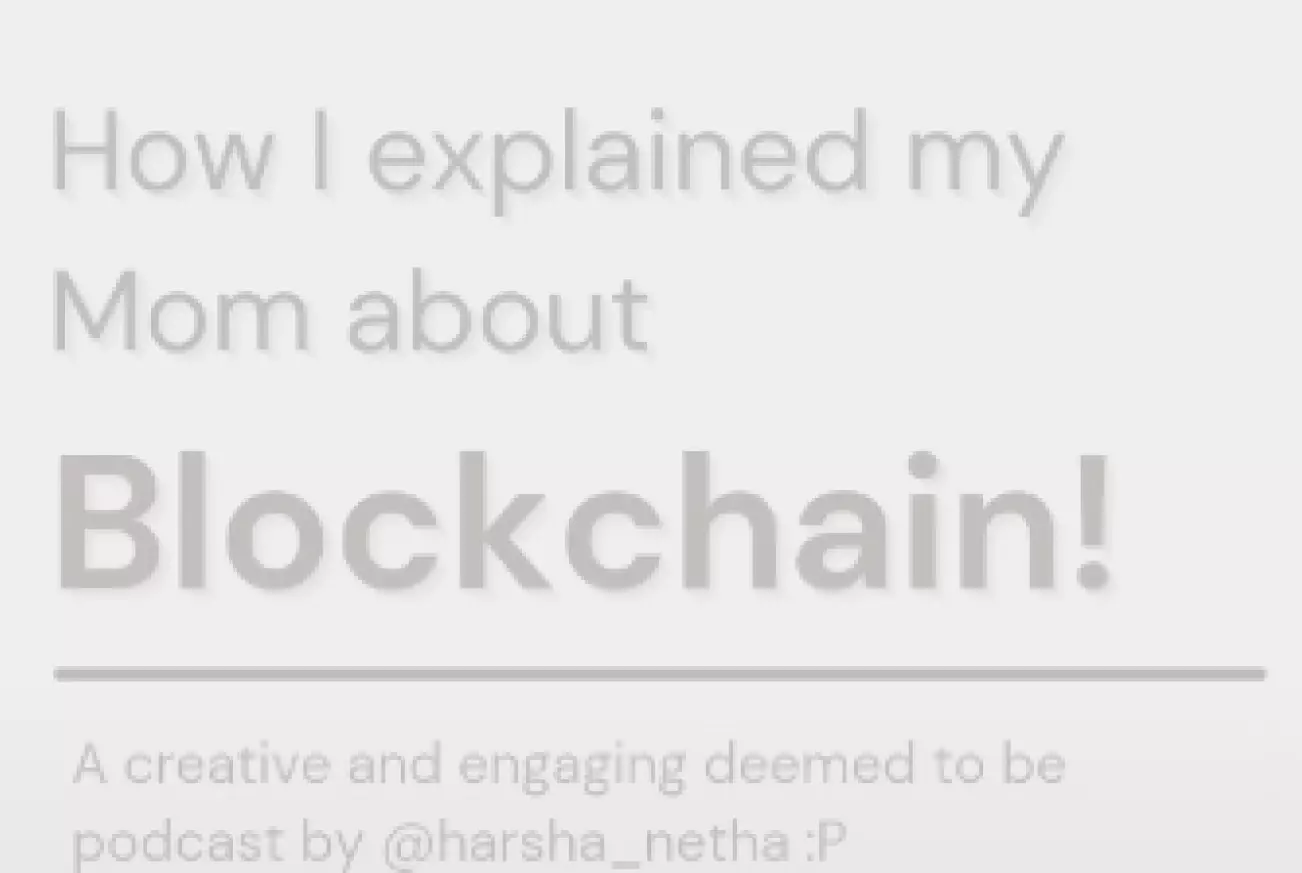 How I explained my
Mom about
Blockchain!
A creative and engaging deemed to be
podcast by @harsha_netha :P